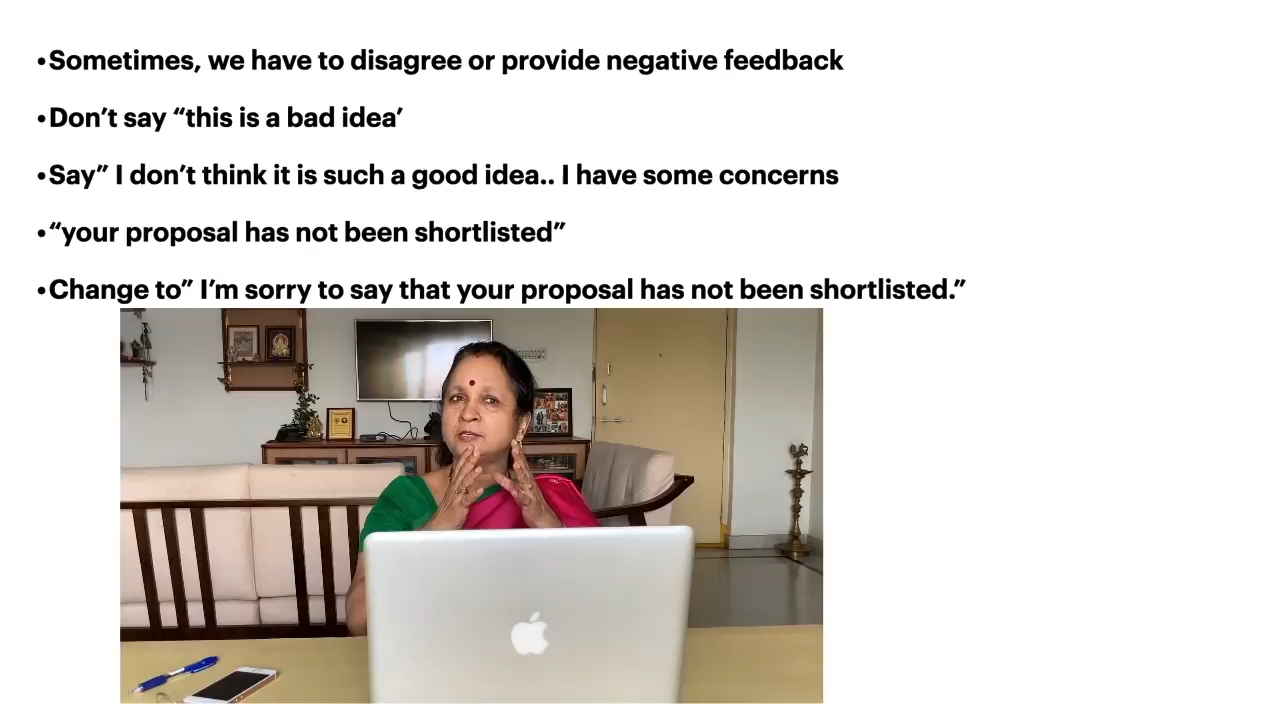 •Sometimes, we have to disagree or provide negative feedback
•Don’t say “this is a bad idea’
•Say” I don’t think it is such a good idea.. I have some concerns
•“your proposal has not been shortlisted”
•Change to” I’m sorry to say that your proposal has not been shortlisted.”